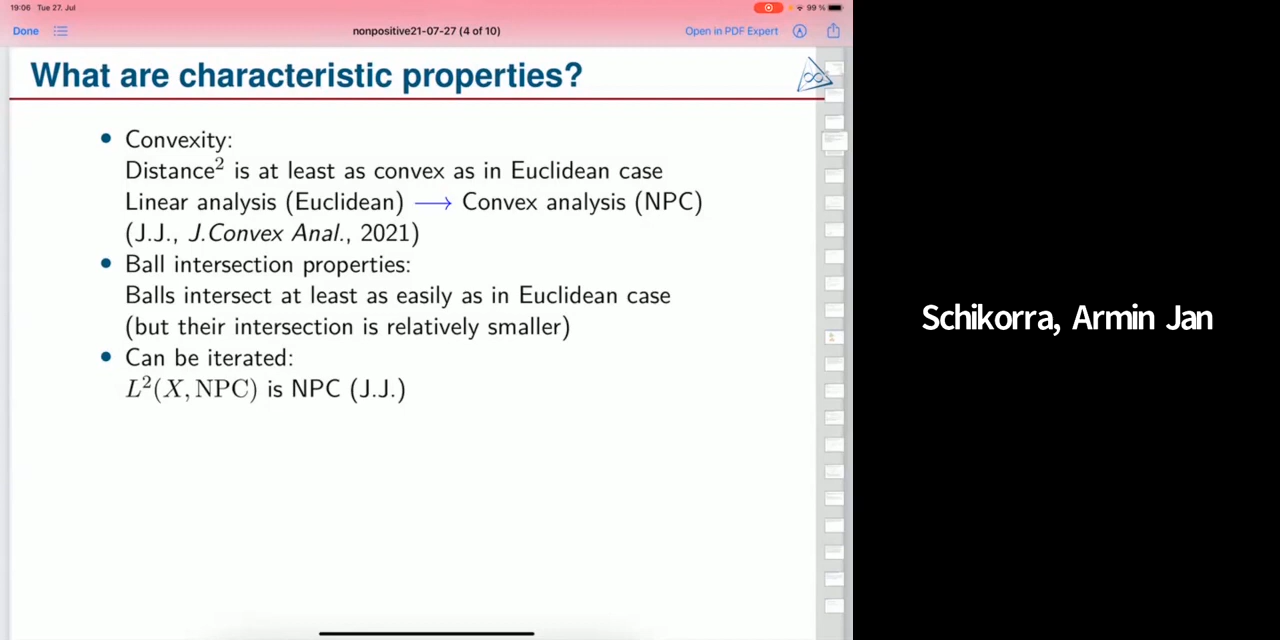 19:06 Tue 27. Jul
99 %
Done
nonpositive21-07-27 (4 of 10)
Open in PDF Expert
What are characteristic properties?
∞
• Convexity:
Distance² is at least as convex as in Euclidean case
Linear analysis (Euclidean) ⟶ Convex analysis (NPC)
(J.J., J.Convex Anal., 2021)
• Ball intersection properties:
Balls intersect at least as easily as in Euclidean case
(but their intersection is relatively smaller)
• Can be iterated:
L²(X, NPC) is NPC (J.J.)
Schikorra, Armin Jan